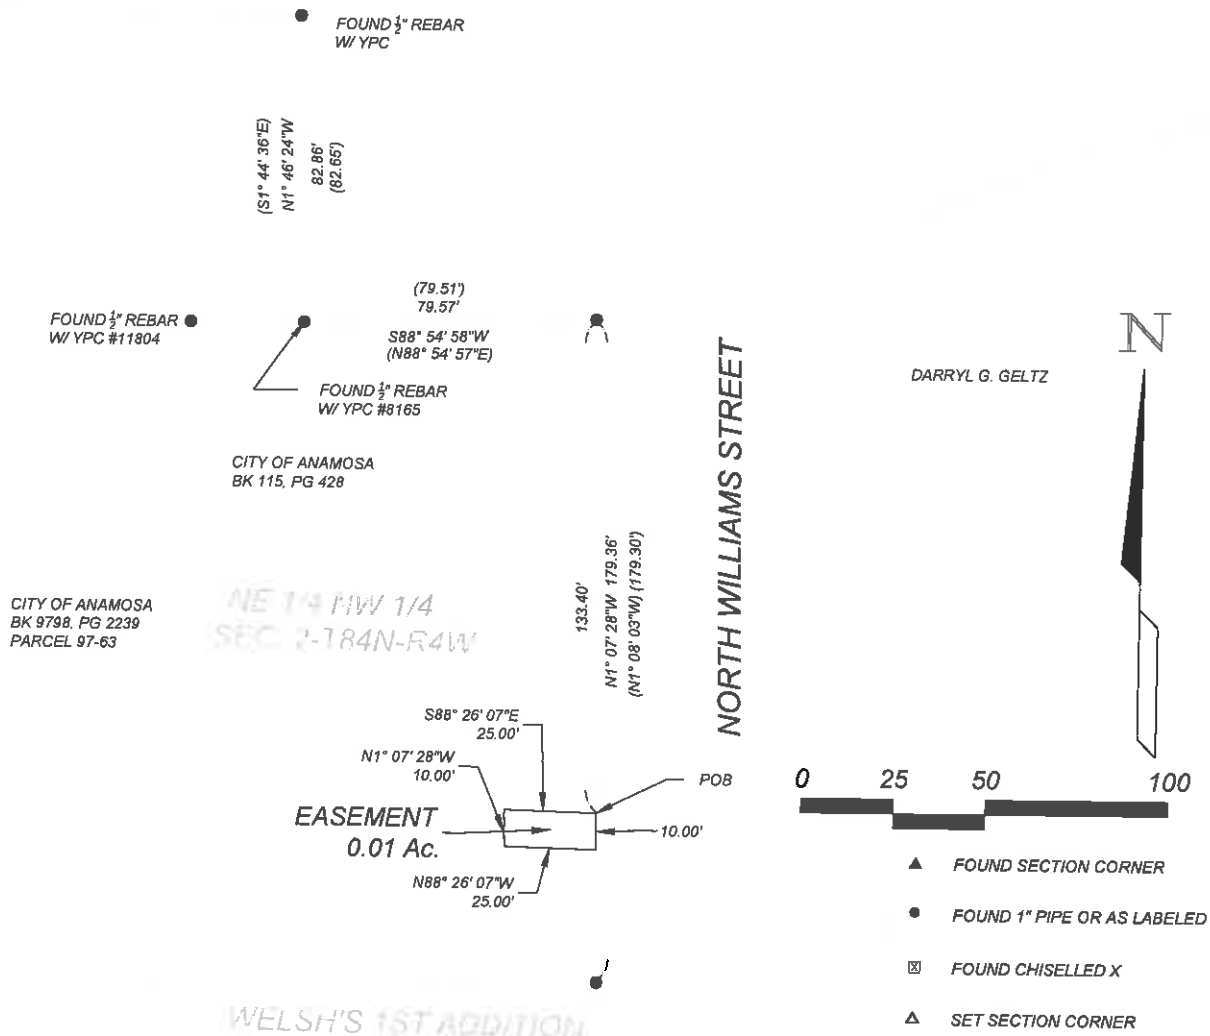 FOUND ½" REBAR
W/ YPC
(S1° 44' 36"E)
N1° 46' 24"W
82.86'
(82.65')
(79.51')
79.57'
S88° 54' 58"W
(N88° 54' 57"E)
FOUND ½" REBAR
W/ YPC #11804
FOUND ½" REBAR
W/ YPC #8165
N
DARRYL G. GELTZ
NORTH WILLIAMS STREET
CITY OF ANAMOSA
BK 115, PG 428
133.40'
N1° 07' 28"W 179.36'
(N1° 08' 03"W) (179.30')
CITY OF ANAMOSA
BK 9798, PG 2239
PARCEL 97-63
NE 1/4 NW 1/4
SEC. 2-T84N-R4W
S88° 26' 07"E
25.00'
N1° 07' 28"W
10.00'
POB
0 25 50 100
EASEMENT
0.01 Ac.
10.00'
N88° 26' 07"W
25.00'
FOUND SECTION CORNER
FOUND 1" PIPE OR AS LABELED
FOUND CHISELLED X
SET SECTION CORNER
WELSH'S 1ST ADDITION